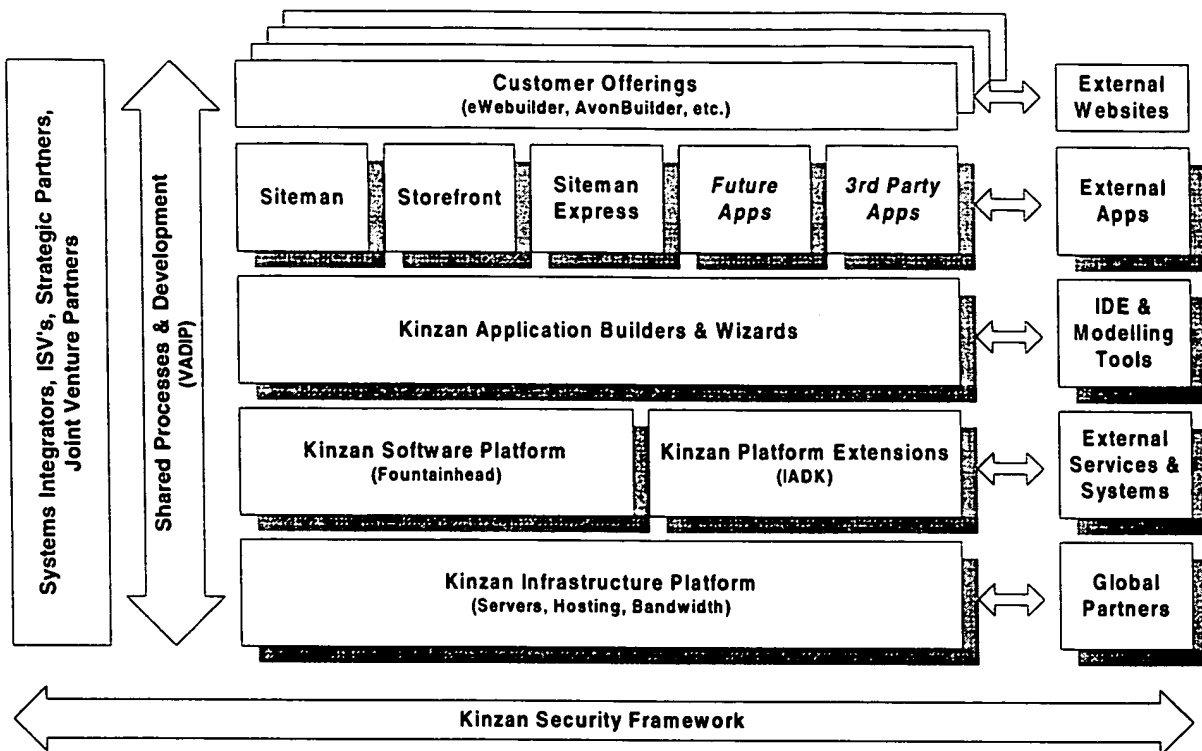 Systems Integrators, ISV's, Strategic Partners,
Joint Venture Partners
Shared Processes & Development
(VADIP)
Customer Offerings
(eWebuilder, AvonBuilder, etc.)
External
Websites
Siteman
Storefront
Siteman
Express
Future
Apps
3rd Party
Apps
External
Apps
Kinzan Application Builders & Wizards
IDE &
Modelling
Tools
Kinzan Software Platform
(Fountainhead)
Kinzan Platform Extensions
(IADK)
External
Services &
Systems
Kinzan Infrastructure Platform
(Servers, Hosting, Bandwidth)
Global
Partners
Kinzan Security Framework